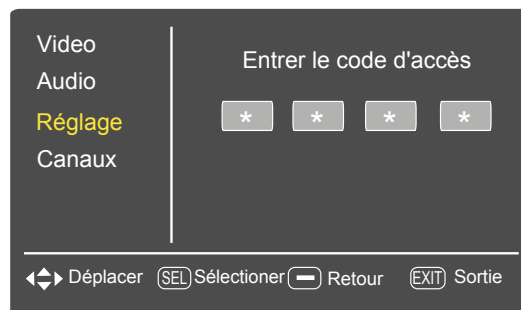 Video
Audio
Réglage
Canaux
Entrer le code d'accès
* * * *
Déplacer SEL Sélectioner Retour EXIT Sortie